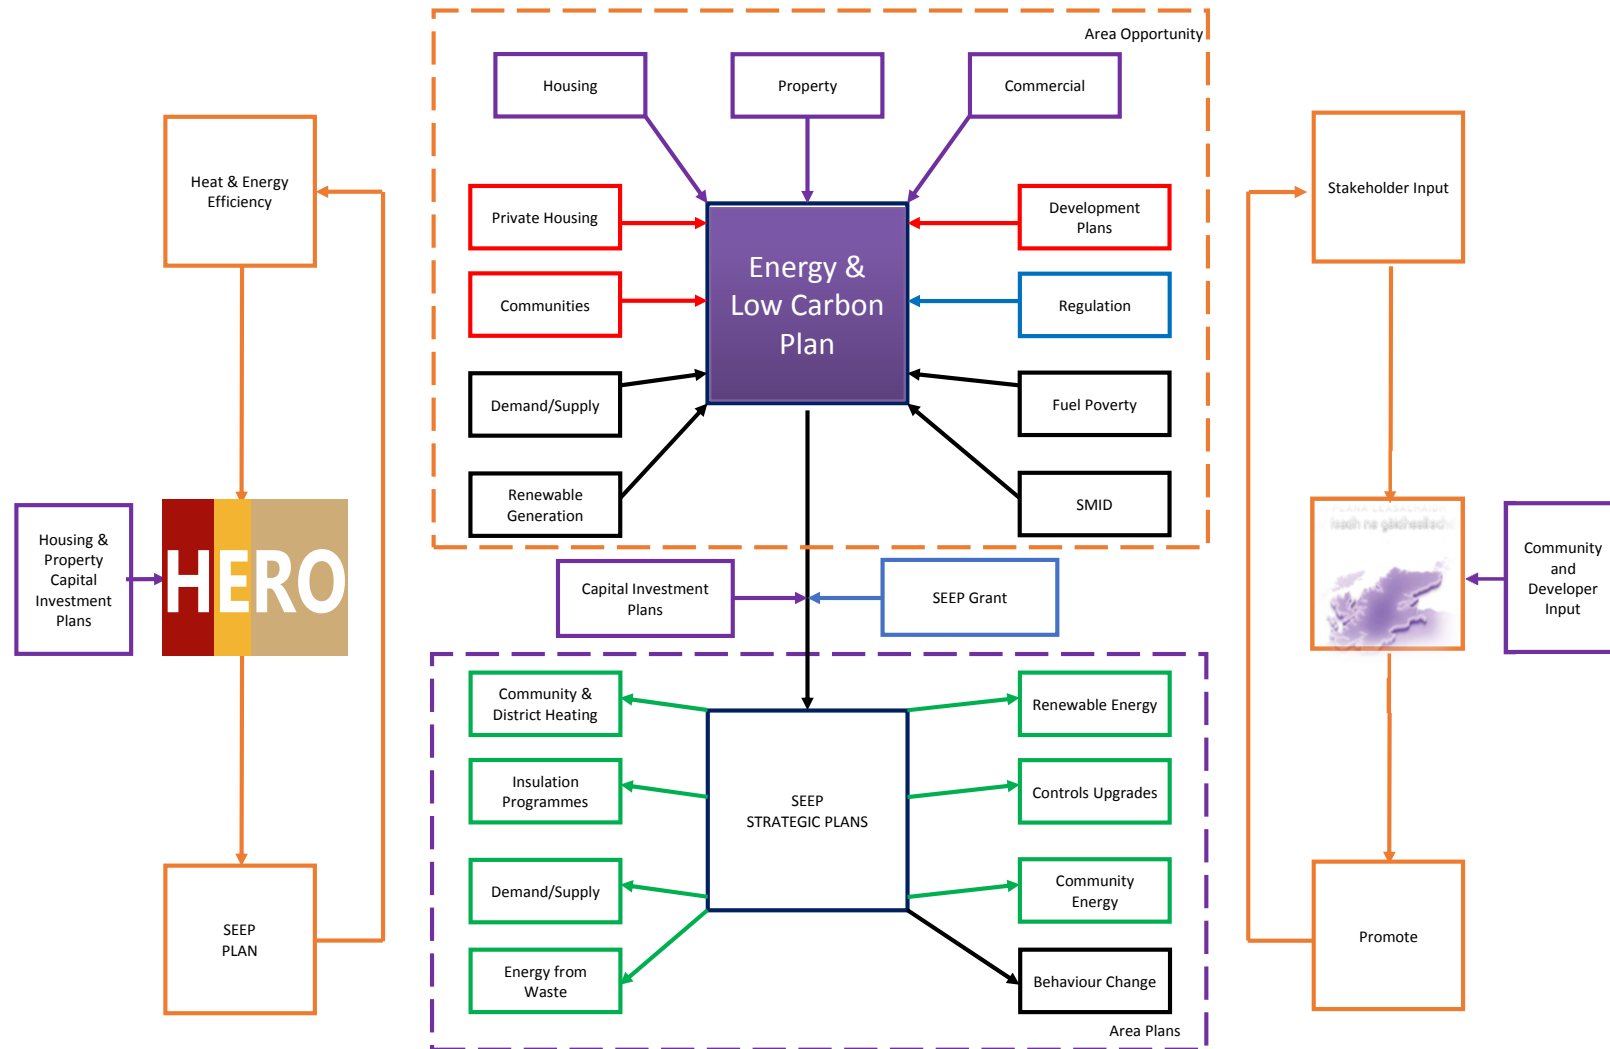 Area Opportunity
Housing
Property
Commercial
Heat & Energy
Efficiency
Stakeholder Input
Private Housing
Development
Plans
Energy &
Low Carbon
Plan
Communities
Regulation
Demand/Supply
Fuel Poverty
Renewable
Generation
SMID
Housing &
Property
Capital
Investment
Plans
HERO
Capital Investment
Plans
SEEP Grant
Community
and
Developer
Input
Community &
District Heating
Renewable Energy
Insulation
Programmes
SEEP
STRATEGIC PLANS
Controls Upgrades
Demand/Supply
Community
Energy
SEEP
PLAN
Promote
Energy from
Waste
Behaviour Change
Area Plans